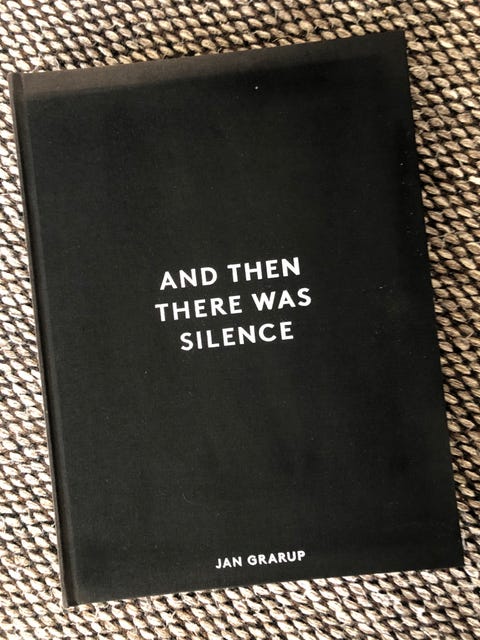 AND THEN
THERE WAS
SILENCE
JAN GRARUP